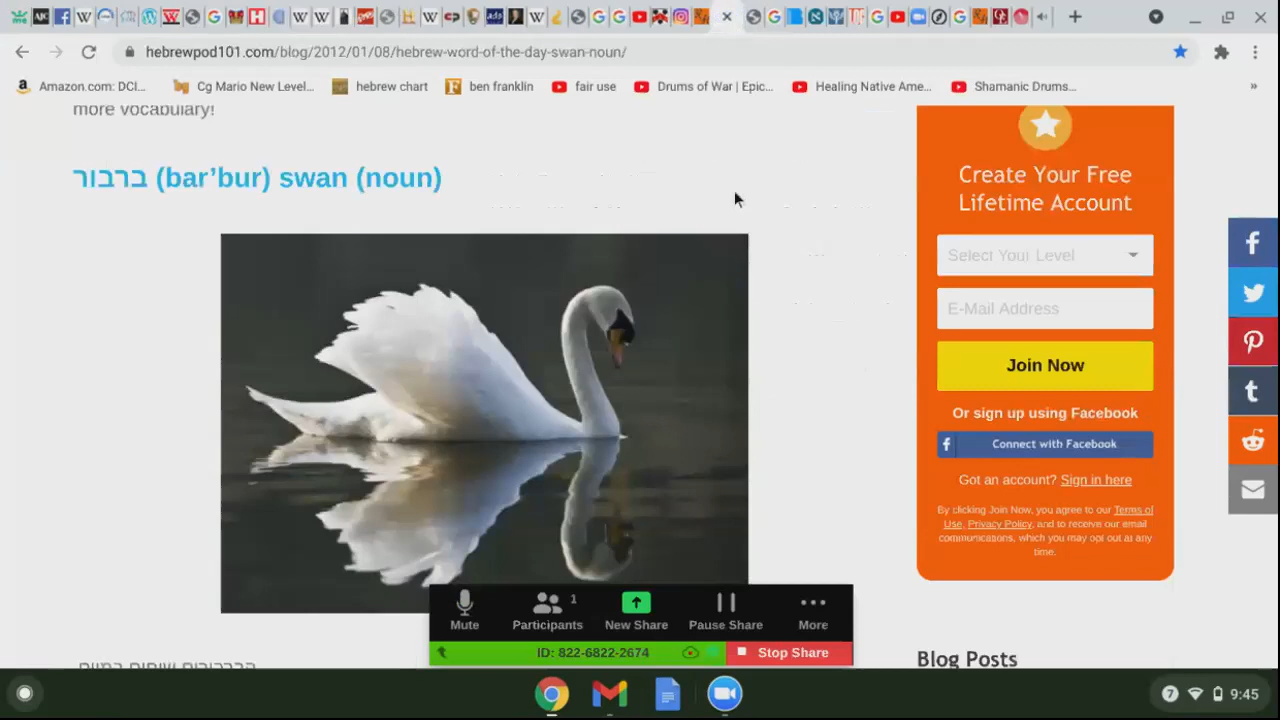 hebrewpod101.com/blog/2012/01/08/hebrew-word-of-the-day-swan-noun/
Amazon.com: DCI...
Cg Mario New Level...
hebrew chart
ben franklin
fair use
Drums of War | Epic...
Healing Native Ame...
Shamanic Drums...
»
more vocabulary!
ברבור (bar'bur) swan (noun)
Create Your Free
Lifetime Account
Select Your Level
E-Mail Address
Join Now
Or sign up using Facebook
Connect with Facebook
Got an account? Sign in here
By clicking Join Now, you agree to our Terms of
Use, Privacy Policy, and to receive our email
communications, which you may opt out at any
time.
Mute
Participants
1
New Share
Pause Share
More
ID: 822-6822-2674
Stop Share
Blog Posts
7
9:45